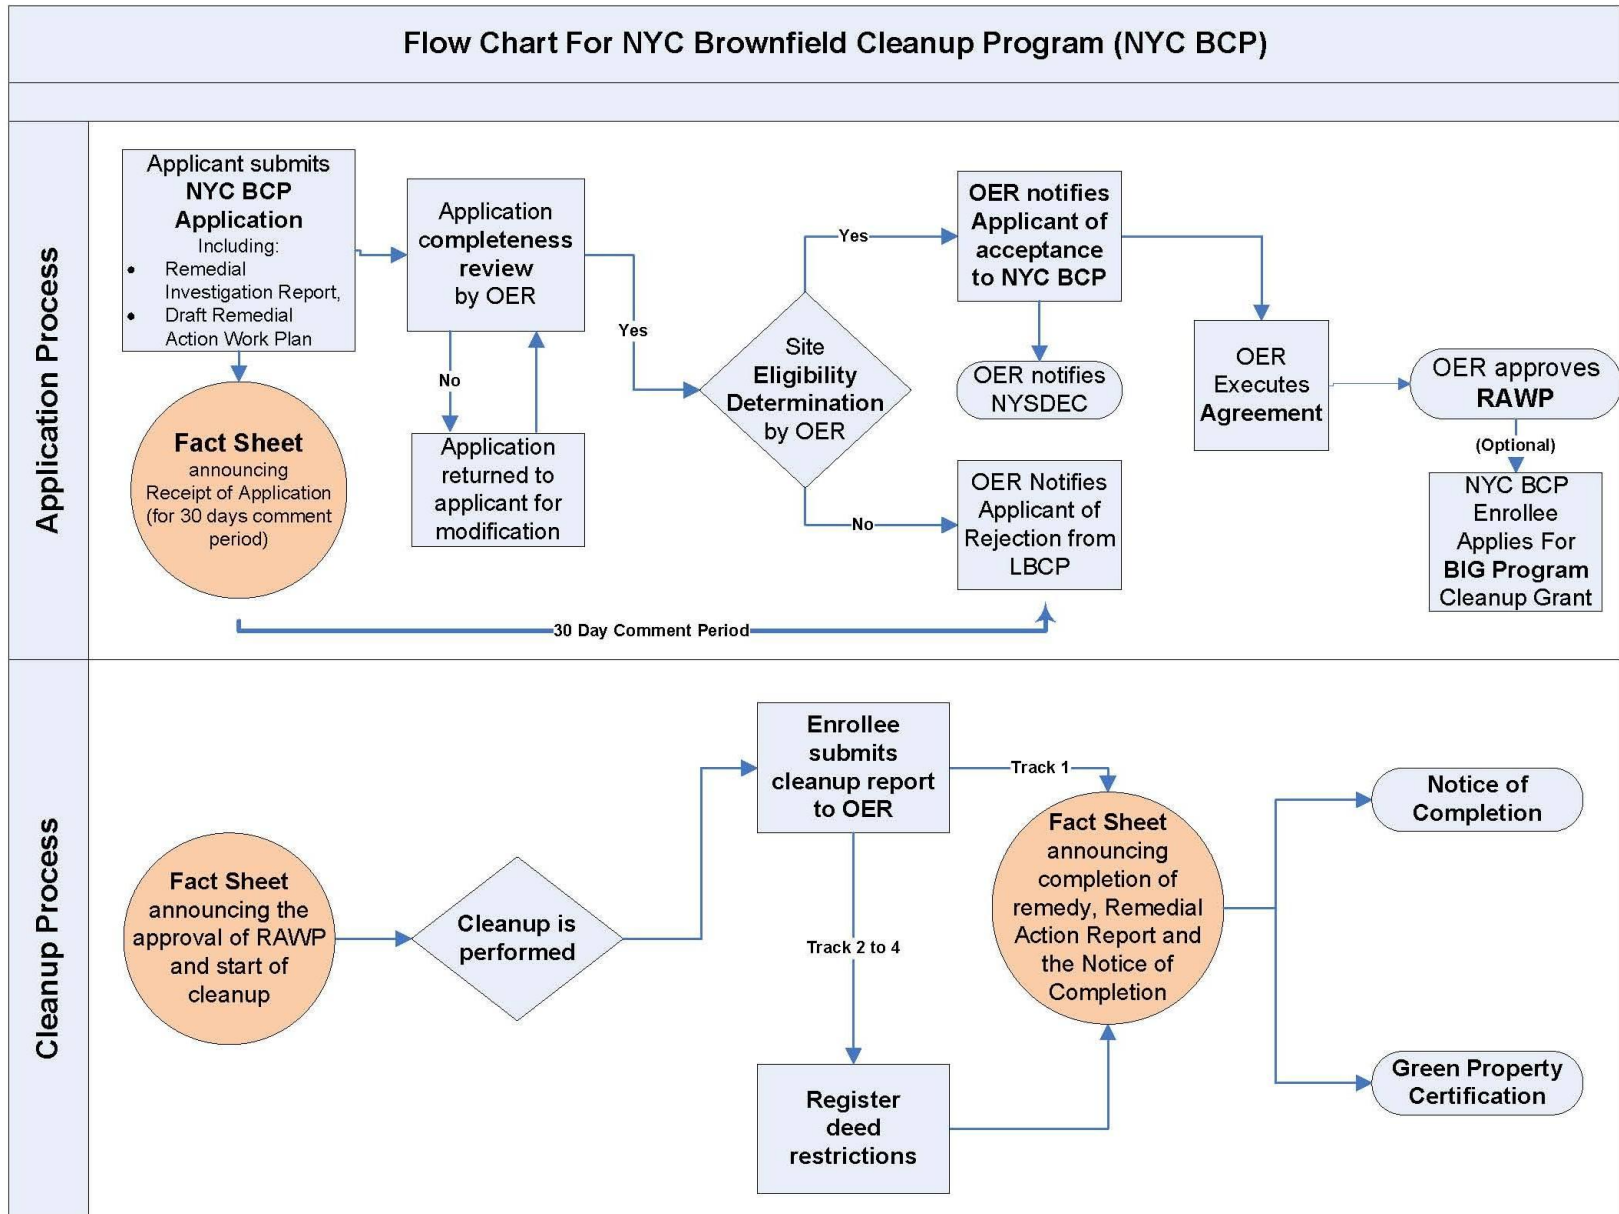 Flow Chart For NYC Brownfield Cleanup Program (NYC BCP)
Application Process
Applicant submits
NYC BCP
Application
Including:
• Remedial
Investigation Report,
• Draft Remedial
Action Work Plan
Fact Sheet
announcing
Receipt of Application
(for 30 days comment
period)
Application
completeness
review
by OER
No
Application
returned to
applicant for
modification
Yes
Site
Eligibility
Determination
by OER
Yes
OER notifies
Applicant of
acceptance
to NYC BCP
OER notifies
NYSDEC
No
OER Notifies
Applicant of
Rejection from
LBCP
30 Day Comment Period
OER
Executes
Agreement
OER approves
RAWP
(Optional)
NYC BCP
Enrollee
Applies For
BIG Program
Cleanup Grant
Cleanup Process
Fact Sheet
announcing the
approval of RAWP
and start of
cleanup
Cleanup is
performed
Enrollee
submits
cleanup report
to OER
Track 1
Track 2 to 4
Register
deed
restrictions
Fact Sheet
announcing
completion of
remedy, Remedial
Action Report and
the Notice of
Completion
Notice of
Completion
Green Property
Certification